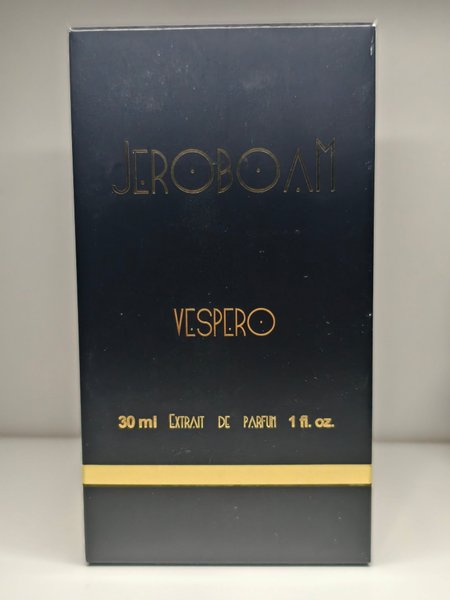 JEROBOAM
VESPERO
30 ml EXTRAIT DE PARFUM 1 fl. oz.